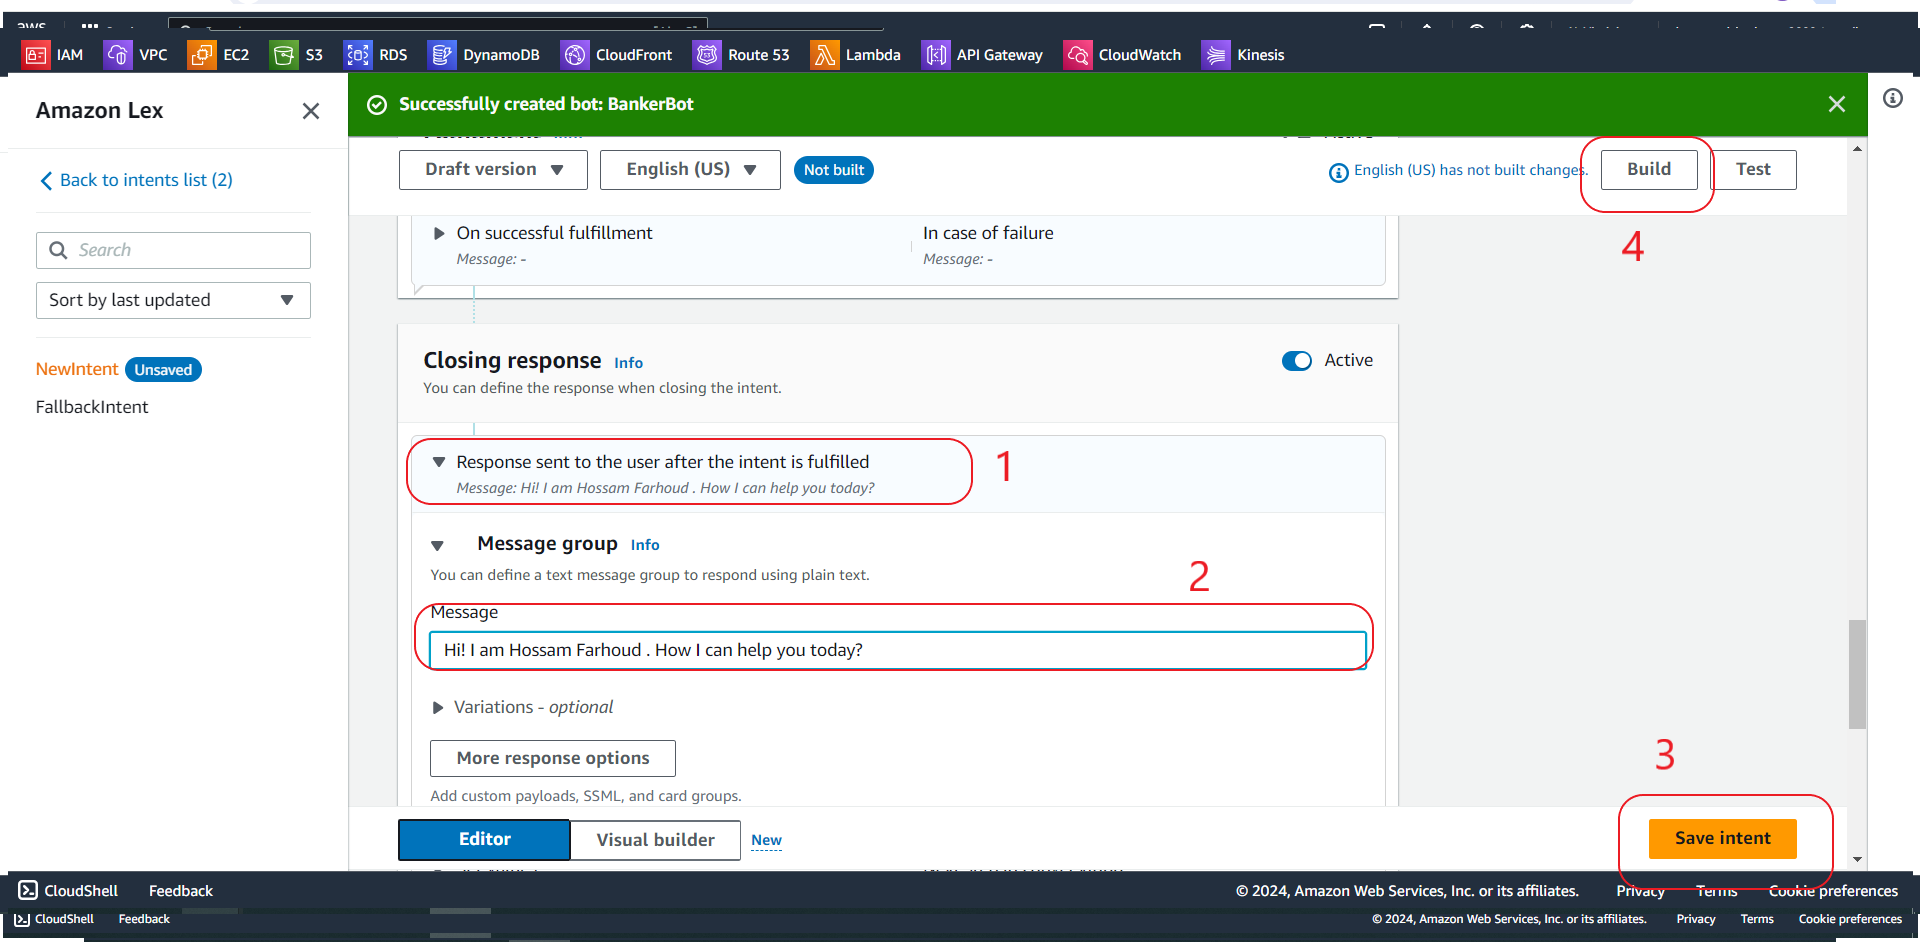 IAM VPC EC2 S3 RDS DynamoDB CloudFront Route 53 Lambda API Gateway CloudWatch Kinesis
Amazon Lex
Successfully created bot: BankerBot
Draft version English (US) Not built English (US) has not built changes. Build Test
Back to intents list (2)
4
Search
Sort by last updated
NewIntent Unsaved
FallbackIntent
On successful fulfillment In case of failure
Message: - Message: -
Closing response Info Active
You can define the response when closing the intent.
Response sent to the user after the intent is fulfilled 1
Message: Hi! I am Hossam Farhoud . How I can help you today?
Message group Info
You can define a text message group to respond using plain text. 2
Message
Hi! I am Hossam Farhoud . How I can help you today?
Variations - optional
3
More response options
Add custom payloads, SSML, and card groups.
Editor Visual builder New Save intent
CloudShell Feedback © 2024, Amazon Web Services, Inc. or its affiliates. Privacy Terms Cookie preferences
CloudShell Feedback © 2024, Amazon Web Services, Inc. or its affiliates. Privacy Terms Cookie preferences